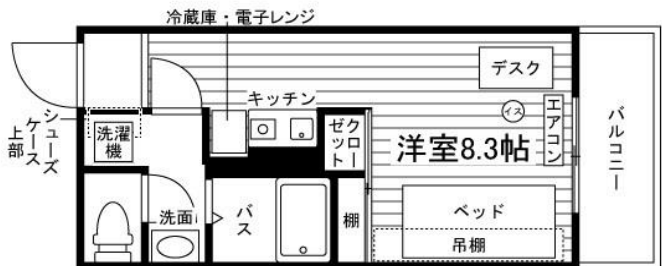 冷蔵庫・電子レンジ
デスク
キッチン
イス
エアコン
バルコニー
シューズ
ケース
上部
洗濯
機
クロー
ゼット
洋室8.3帖
洗面
バス
棚
ベッド
吊棚